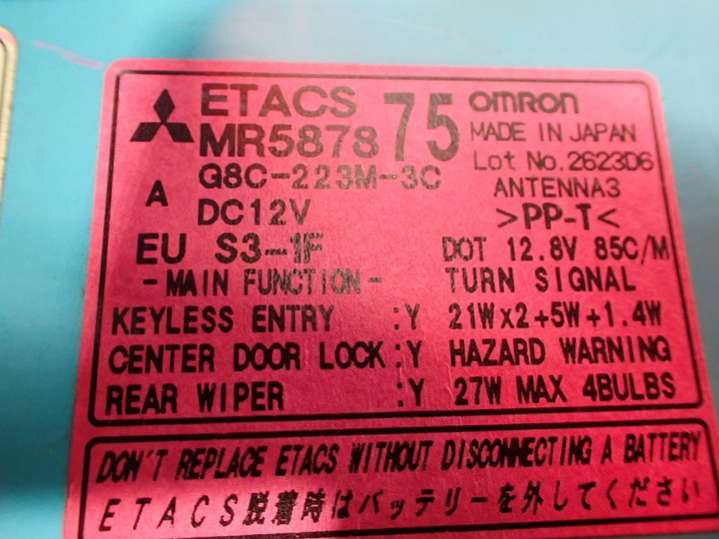 ETACS 75 OMRON
MR5878 MADE IN JAPAN
Lot No. 2623D6
A G8C-223M-3C ANTENNA3
DC12V >PP-T<
EU S3-1F DOT 12.8V 85C/M
-MAIN FUNCTION- TURN SIGNAL
KEYLESS ENTRY :Y 21Wx2+5W+1.4W
CENTER DOOR LOCK:Y HAZARD WARNING
REAR WIPER :Y 27W MAX 4BULBS
DON'T REPLACE ETACS WITHOUT DISCONNECTING A BATTERY
ETACS脱着時はバッテリーを外してください